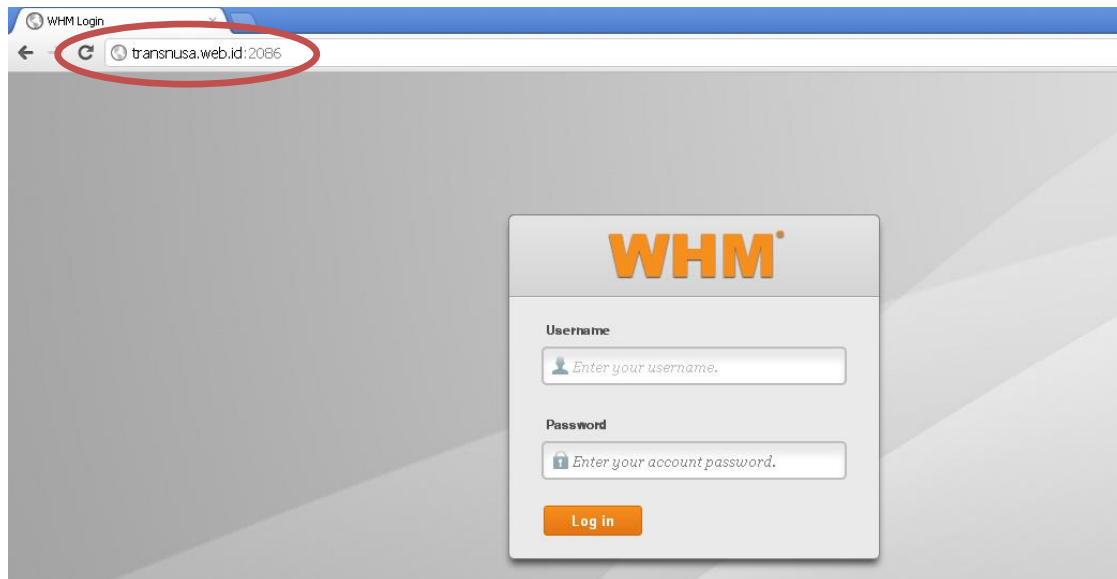 WHM Login
transnusa.web.id:2086
WHM
Username
Enter your username.
Password
Enter your account password.
Log in